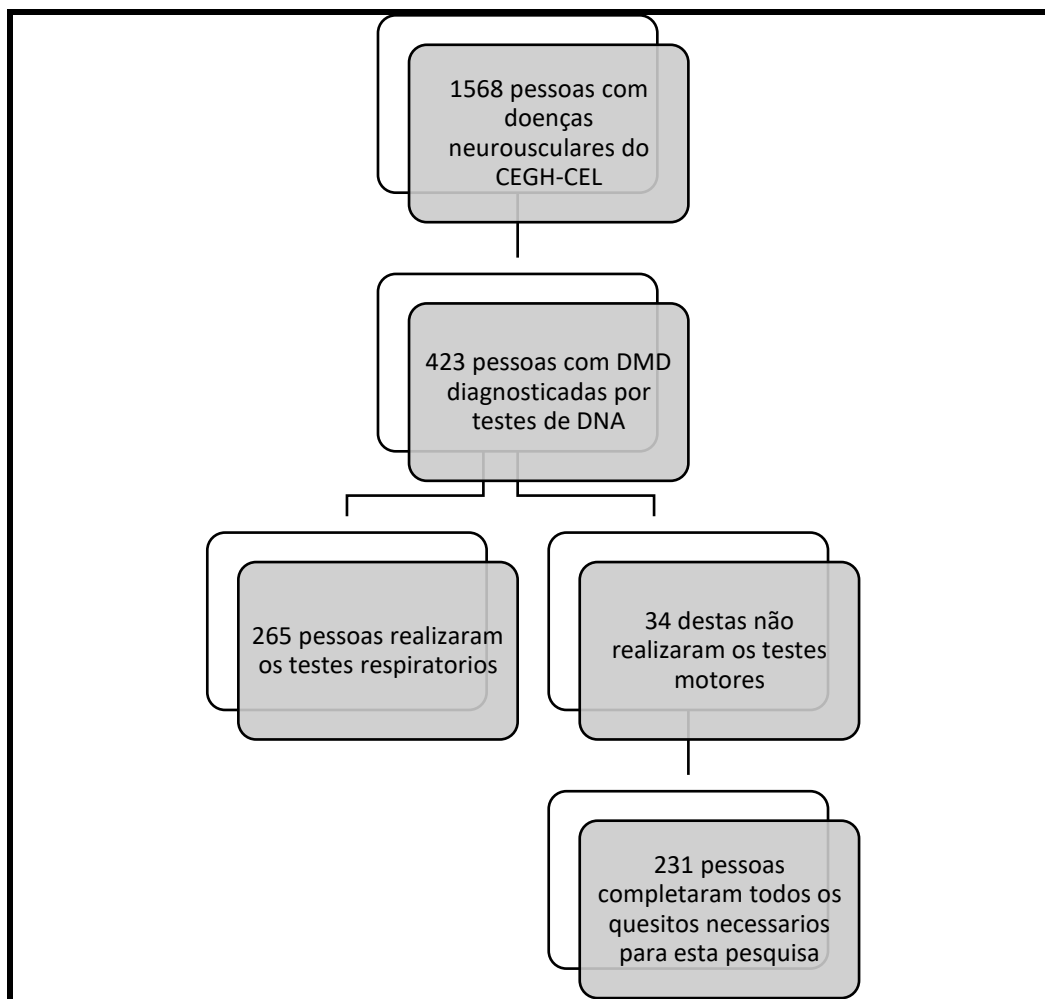 1568 pessoas com
doenças
neurousculares do
CEGH-CEL
423 pessoas com DMD
diagnosticadas por
testes de DNA
265 pessoas realizaram
os testes respiratorios
34 destas não
realizaram os testes
motores
231 pessoas
completaram todos os
quesitos necessarios
para esta pesquisa